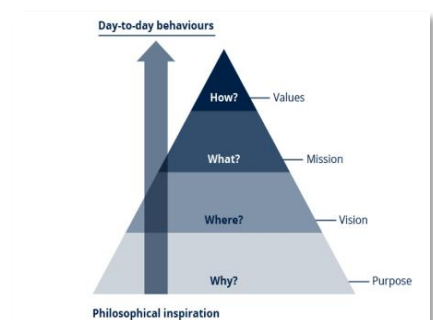 Day-to-day behaviours
How? Values
What? Mission
Where? Vision
Why? Purpose
Philosophical inspiration